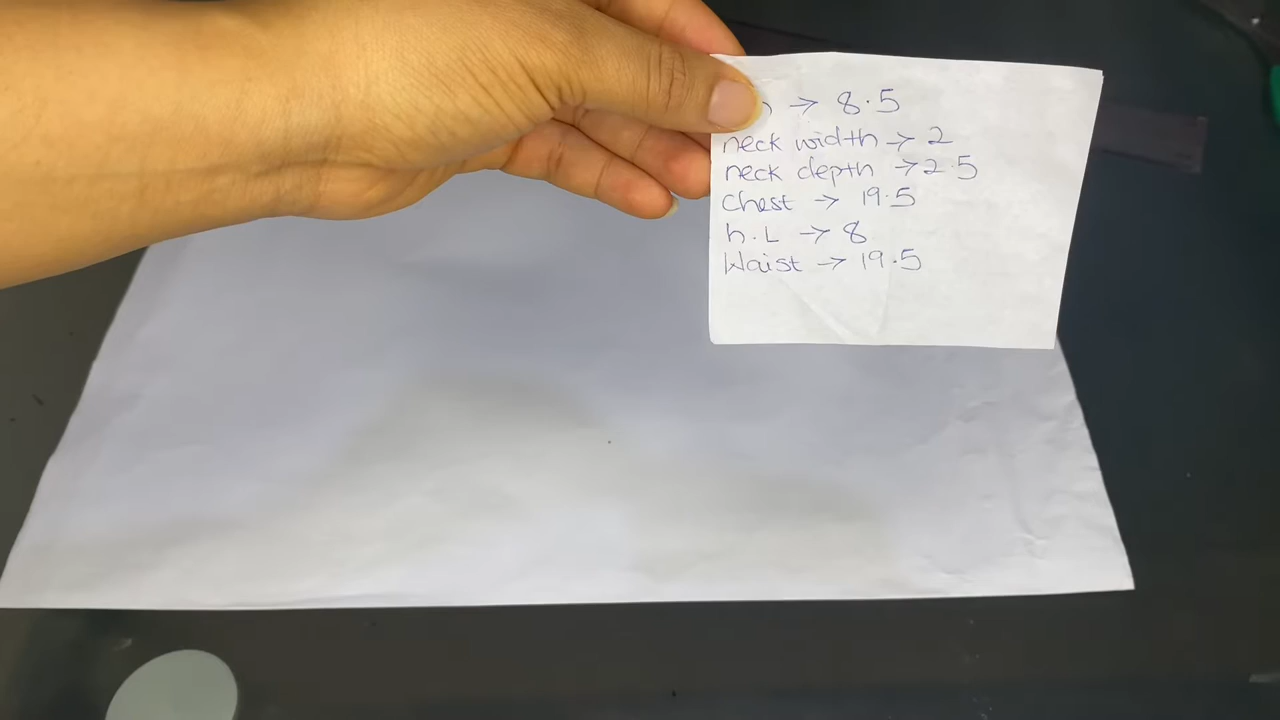 → 8.5
neck width → 2
neck depth → 2.5
Chest → 19.5
h.L → 8
Waist → 19.5